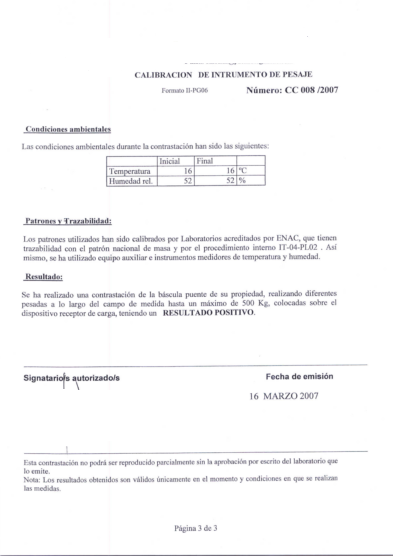 CALIBRACION DE INTRUMENTO DE PESAJE
Formato II-PG06 Número: CC 008 /2007
Condiciones ambientales
Las condiciones ambientales durante la contrastación han sido las siguientes:
Inicial Final
Temperatura 16 16 ºC
Humedad rel. 52 52 %
Patrones y Trazabilidad:
Los patrones utilizados han sido calibrados por Laboratorios acreditados por ENAC, que tienen
trazabilidad con el patrón nacional de masa y por el procedimiento interno IT-04-PI.02 . Así
mismo, se ha utilizado equipo auxiliar e instrumentos medidores de temperatura y humedad.
Resultado:
Se ha realizado una contrastación de la báscula puente de su propiedad, realizando diferentes
pesadas a lo largo del campo de medida hasta un máximo de 500 Kg, colocadas sobre el
dispositivo receptor de carga, teniendo un RESULTADO POSITIVO.
Signatario/s autorizado/s Fecha de emisión
16 MARZO 2007
Esta contrastación no podrá ser reproducido parcialmente sin la aprobación por escrito del laboratorio que
lo emite.
Nota: Los resultados obtenidos son válidos únicamente en el momento y condiciones en que se realizan
las medidas.
Página 3 de 3